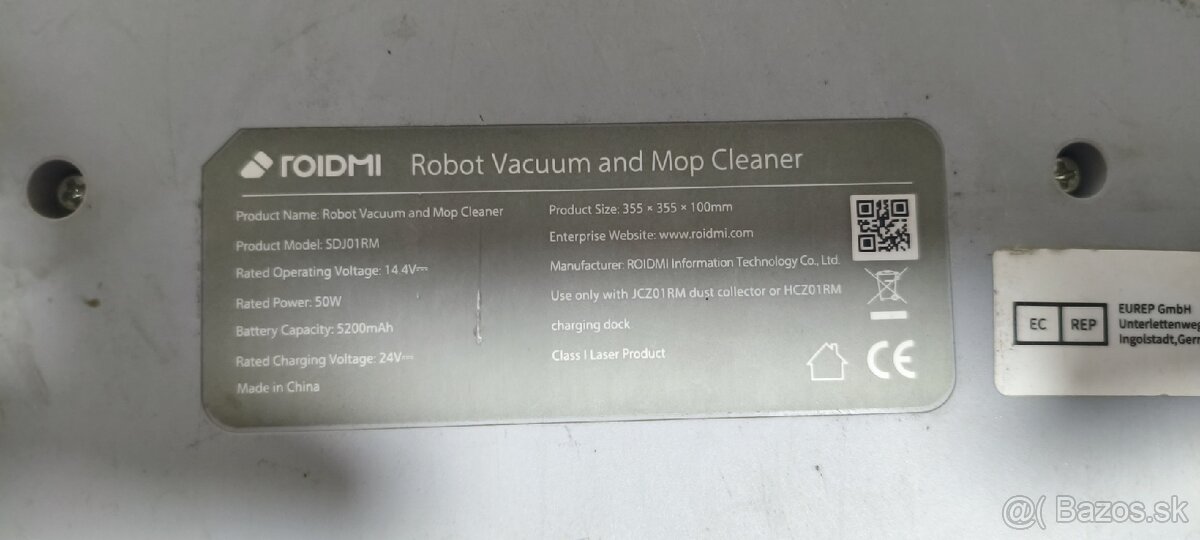 ROIDMI Robot Vacuum and Mop Cleaner
Product Name: Robot Vacuum and Mop Cleaner
Product Model: SDJ01RM
Rated Operating Voltage: 14.4V⎓
Rated Power: 50W
Battery Capacity: 5200mAh
Rated Charging Voltage: 24V⎓
Made in China
Product Size: 355 × 355 × 100mm
Enterprise Website: www.roidmi.com
Manufacturer: ROIDMI Information Technology Co., Ltd.
Use only with JCZ01RM dust collector or HCZ01RM
charging dock
Class I Laser Product
CE
EC REP
EUREP GmbH
Unterlettenweg
Ingolstadt,Gern
@( Bazos.sk